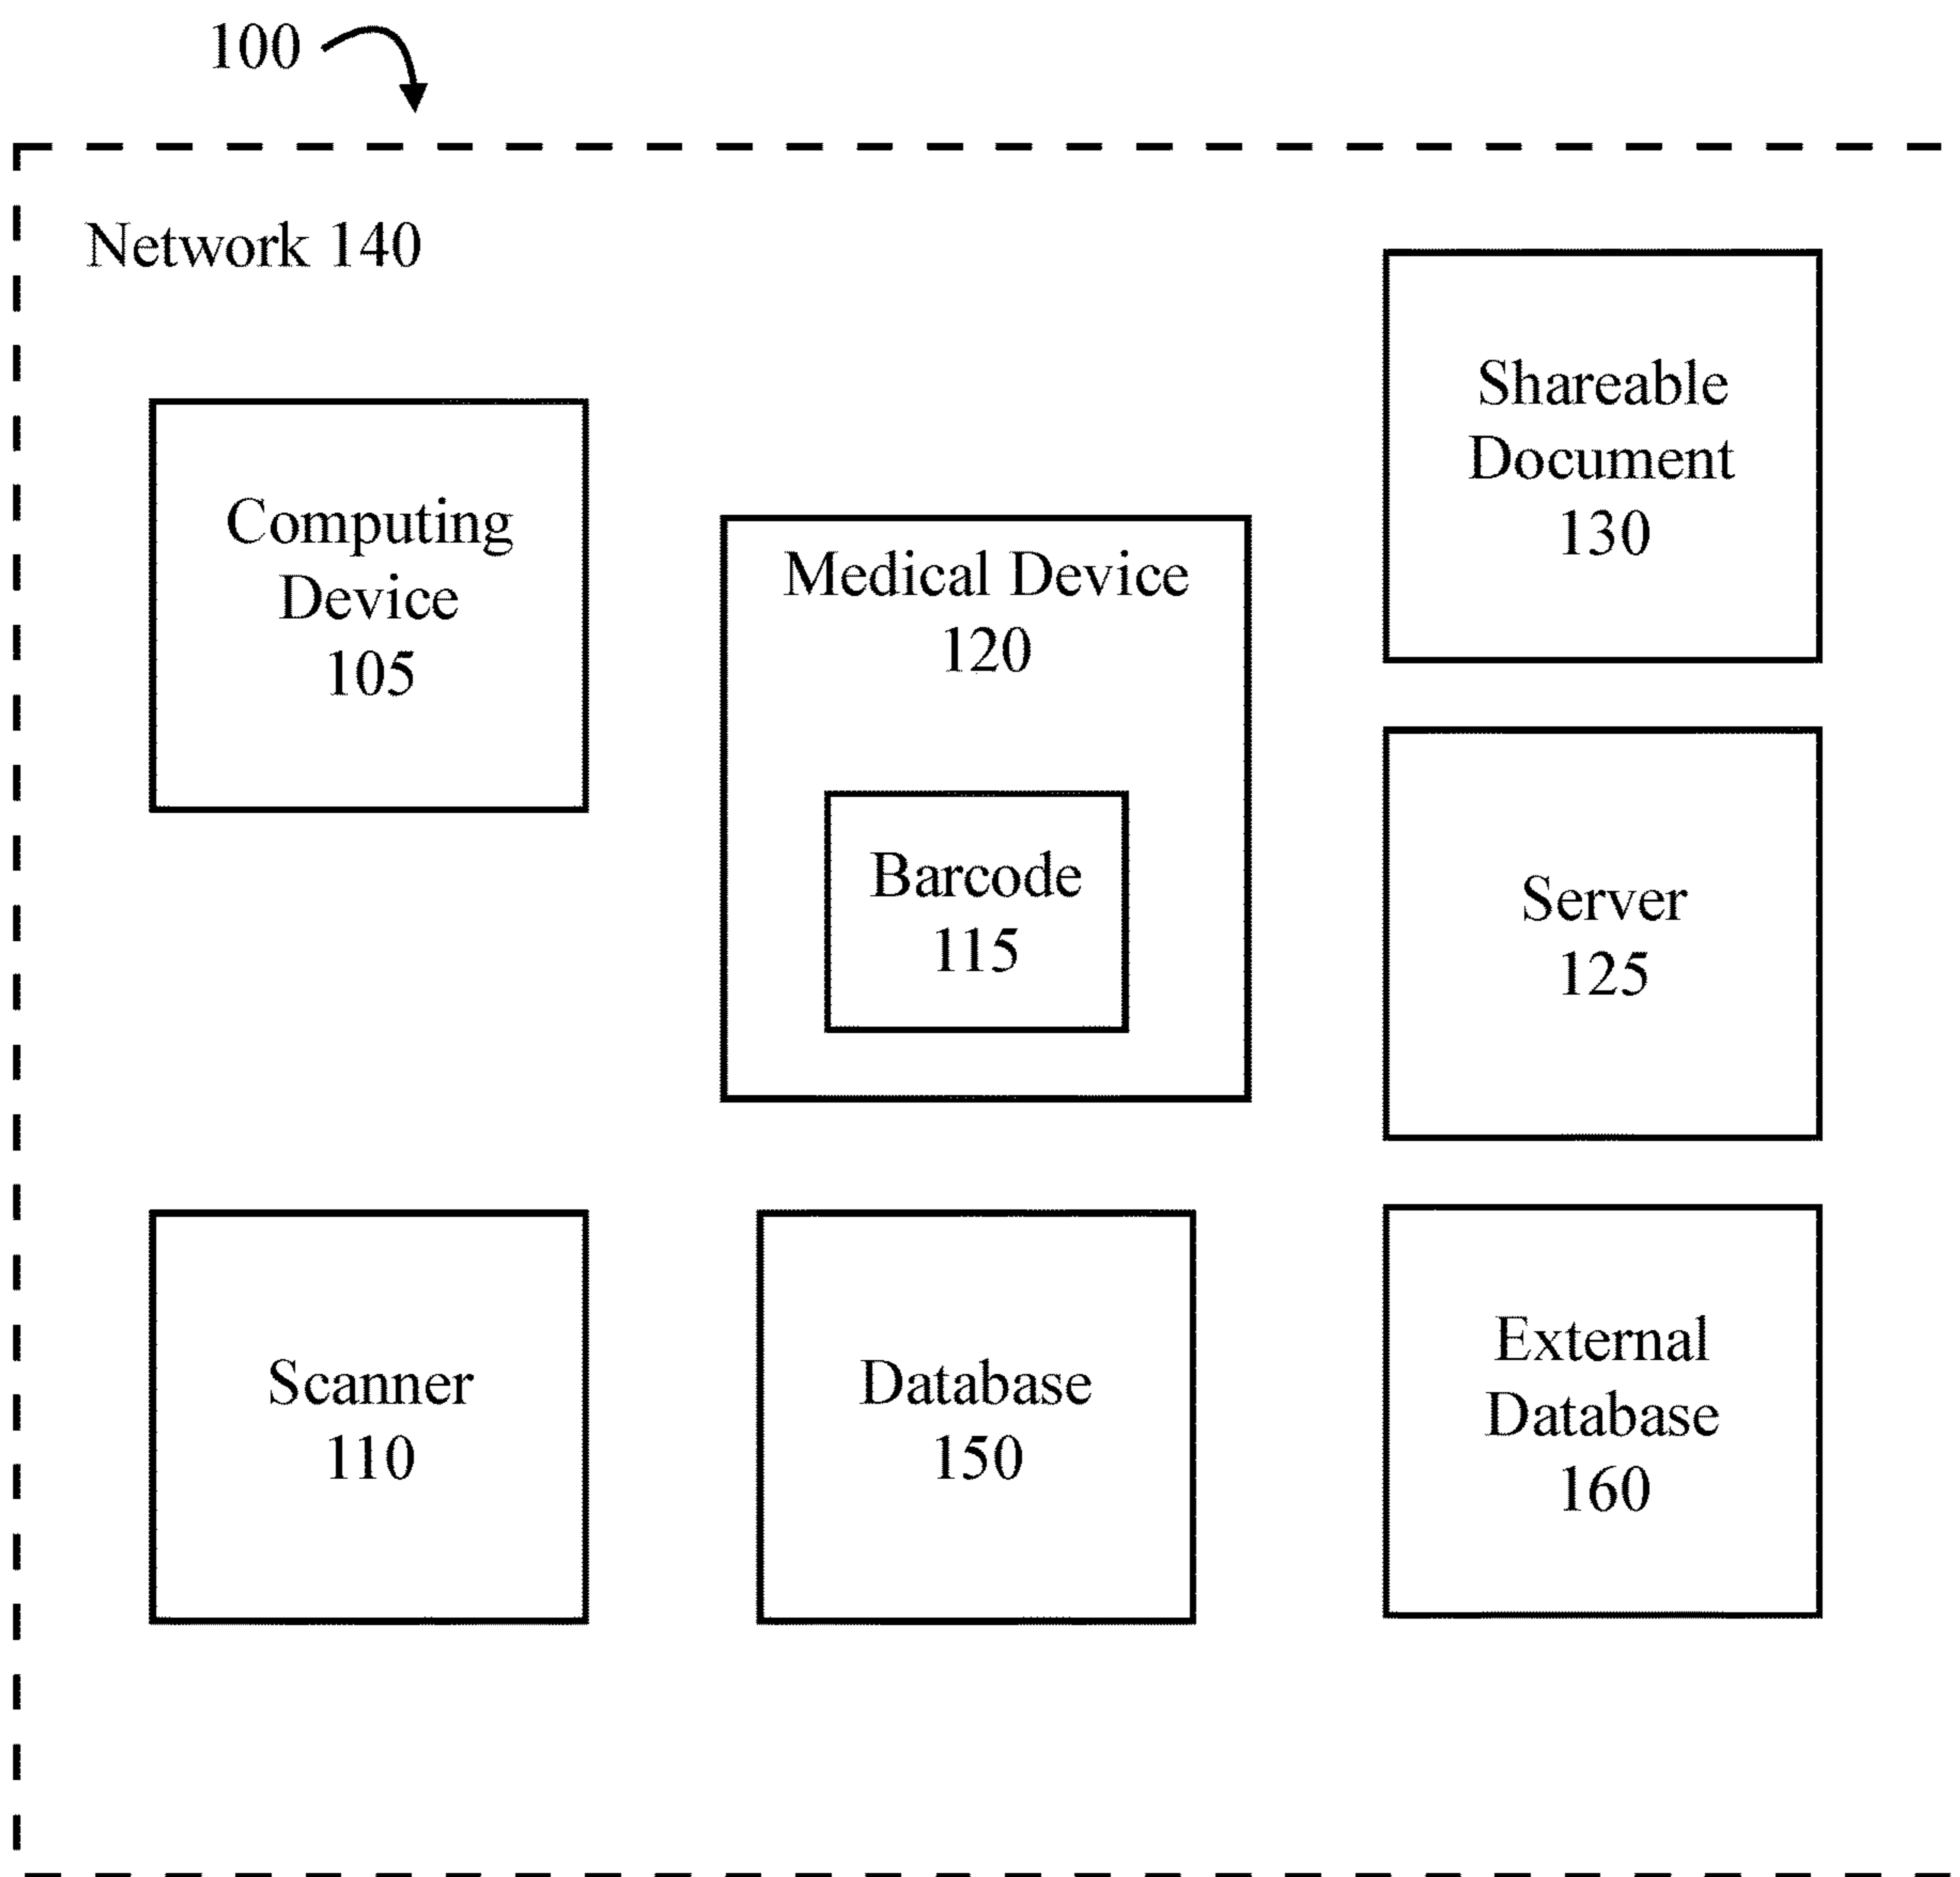 100
Network 140
Computing
Device
105
Medical Device
120
Barcode
115
Shareable
Document
130
Server
125
Scanner
110
Database
150
External
Database
160